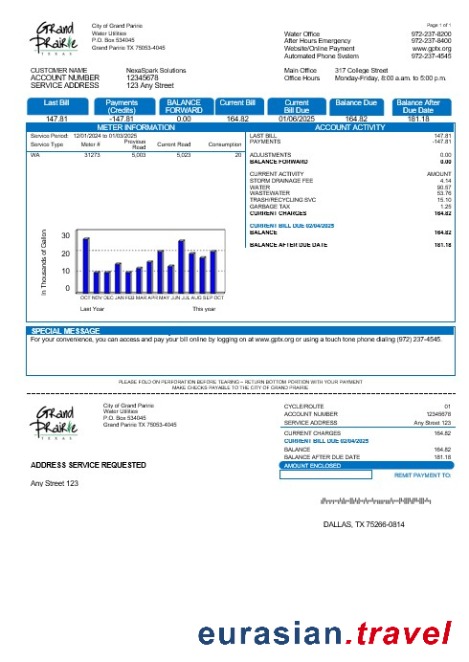 Grand Prairie
TEXAS
City of Grand Parine
Water Utilities
P.O. Box 534045
Grand Parine TX 75053-4045
Page 1 of 1
Water Office 972-237-8200
After Hours Emergency 972-237-8400
Website/Online Payment www.gptx.org
Automated Phone System 972-237-4545
CUSTOMER NAME NexaSpark Solutions
ACCOUNT NUMBER 12345678
SERVICE ADDRESS 123 Any Street
Main Office 317 College Street
Office Hours Monday-Friday, 8:00 a.am. to 5:00 p.m.
Last Bill Payments (Credits) BALANCE FORWARD Current Bill Current Bill Due Balance Due Balance After Due Date
147.81 -147.81 0.00 164.82 01/06/2025 164.82 181.18
METER INFORMATION
Service Period: 12/01/2024 to 01/03/2025
Service Type Meter # Previous Read Current Read Consumption
WA 31273 5,003 5,023 20
In Thousands of Gallon
30
20
10
0
OCT NOV DEC JAN FEB MAR APR MAY JUN JUL AUG SEP OCT
Last Year This year
ACCOUNT ACTIVITY
LAST BILL 147.81
PAYMENTS -147.81
ADJUSTMENTS 0.00
BALANCE FORWARD 0.00
CURRENT ACTIVITY AMOUNT
STORM DRAINAGE FEE 4.14
WATER 90.57
WASTEWATER 53.76
TRASH/RECYCLING SVC 15.10
GARBAGE TAX 1.25
CURRENT CHARGES 164.82
CURRENT BILL DUE 02/04/2025
BALANCE 164.82
BALANCE AFTER DUE DATE 181.18
SPECIAL MESSAGE
For your convenience, you can access and pay your bill online by logging on at www.gptx.org or using a touch tone phone dialing (972) 237-4545.
PLEASE FOLD ON PERFORATION BEFORE TEARING – RETURN BOTTOM PORTION WITH YOUR PAYMENT
MAKE CHECKS PAYABLE TO THE CITY OF GRAND PRAIRIE
Grand Prairie
TEXAS
City of Grand Parine
Water Utilities
P.O. Box 534045
Grand Parine TX 75053-4045
ADDRESS SERVICE REQUESTED
Any Street 123
CYCLE/ROUTE 01
ACCOUNT NUMBER 12345678
SERVICE ADDRESS Any Street 123
CURRENT CHARGES 164.82
CURRENT BILL DUE 02/04/2025
BALANCE 164.82
BALANCE AFTER DUE DATE 181.18
AMOUNT ENCLOSED
REMIT PAYMENT TO:
DALLAS, TX 75266-0814
eurasian.travel